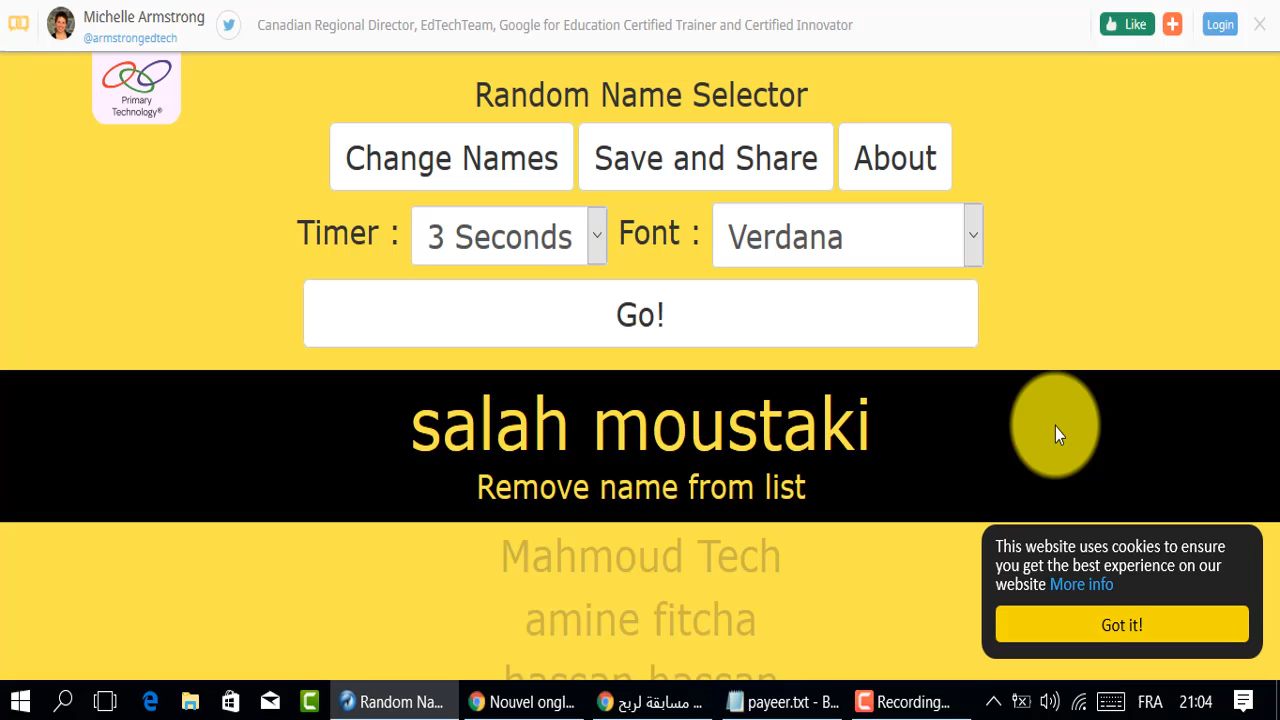 Michelle Armstrong
@armstrongedtech
Canadian Regional Director, EdTechTeam, Google for Education Certified Trainer and Certified Innovator
Like
Login
Primary
Technology®
Random Name Selector
Change Names
Save and Share
About
Timer :
3 Seconds
Font :
Verdana
Go!
salah moustaki
Remove name from list
Mahmoud Tech
amine fitcha
hassan hassan
This website uses cookies to ensure
you get the best experience on our
website More info
Got it!
Random Na...
Nouvel ongl...
مسابقة لربح ...
payeer.txt - B...
Recording...
FRA
21:04